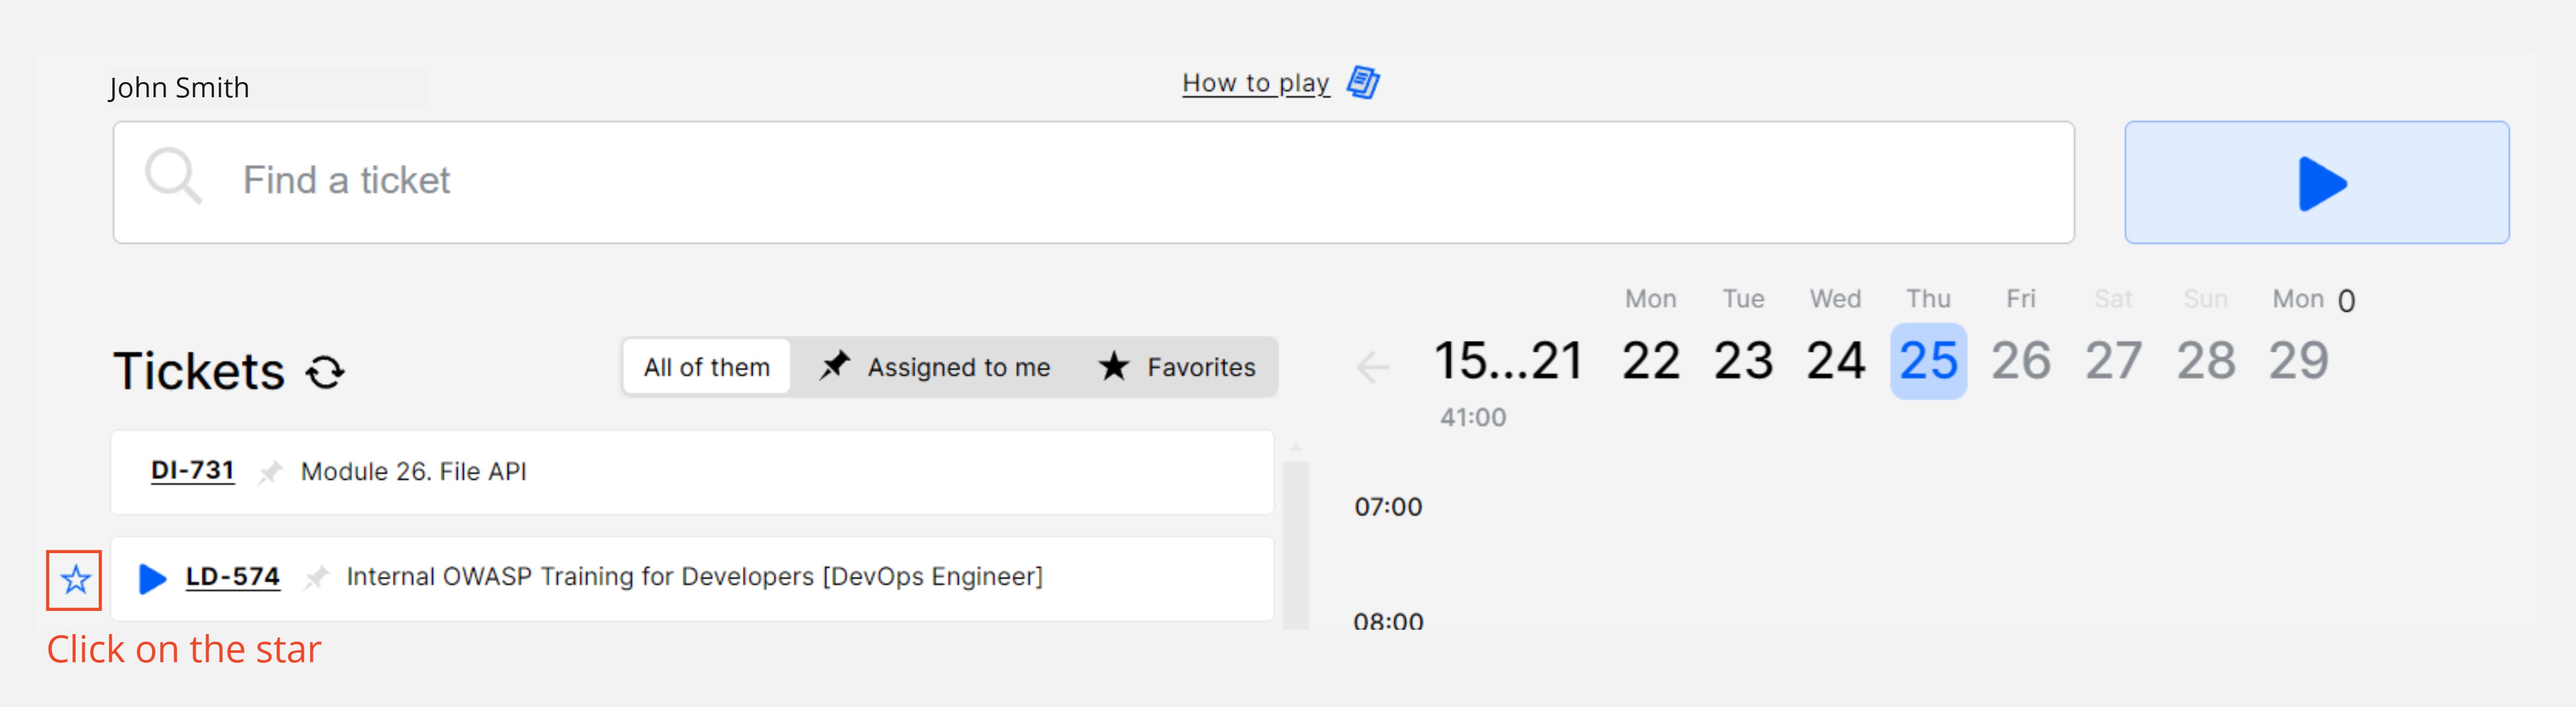 John Smith
How to play
Find a ticket
Mon Tue Wed Thu Fri Sat Sun Mon 0
Tickets
All of them Assigned to me Favorites
15...21 22 23 24 25 26 27 28 29
41:00
DI-731 Module 26. File API
07:00
LD-574 Internal OWASP Training for Developers [DevOps Engineer]
08:00
Click on the star